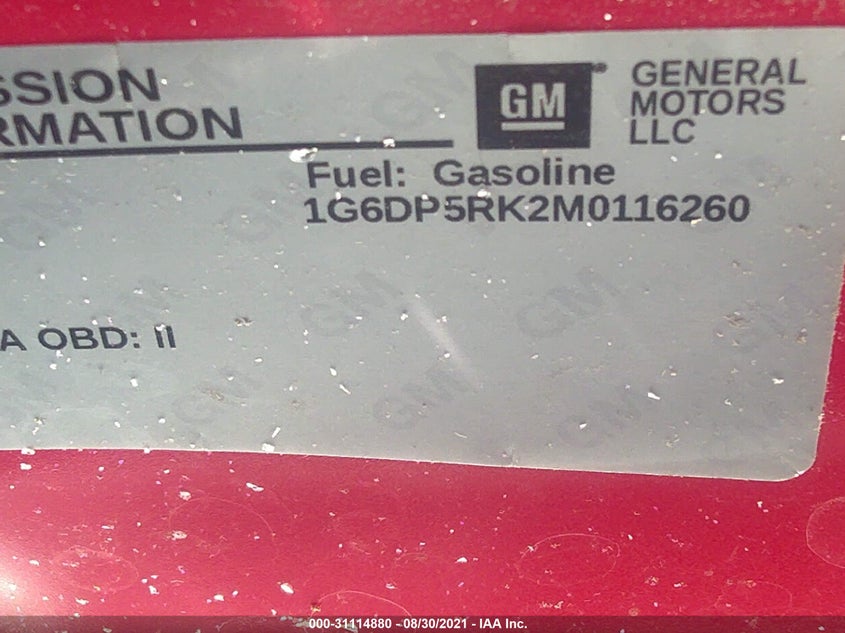 SSION
RMATION
GM
GENERAL
MOTORS
LLC
Fuel: Gasoline
1G6DP5RK2M0116260
A OBD: II
000-31114880 - 08/30/2021 - IAA Inc.